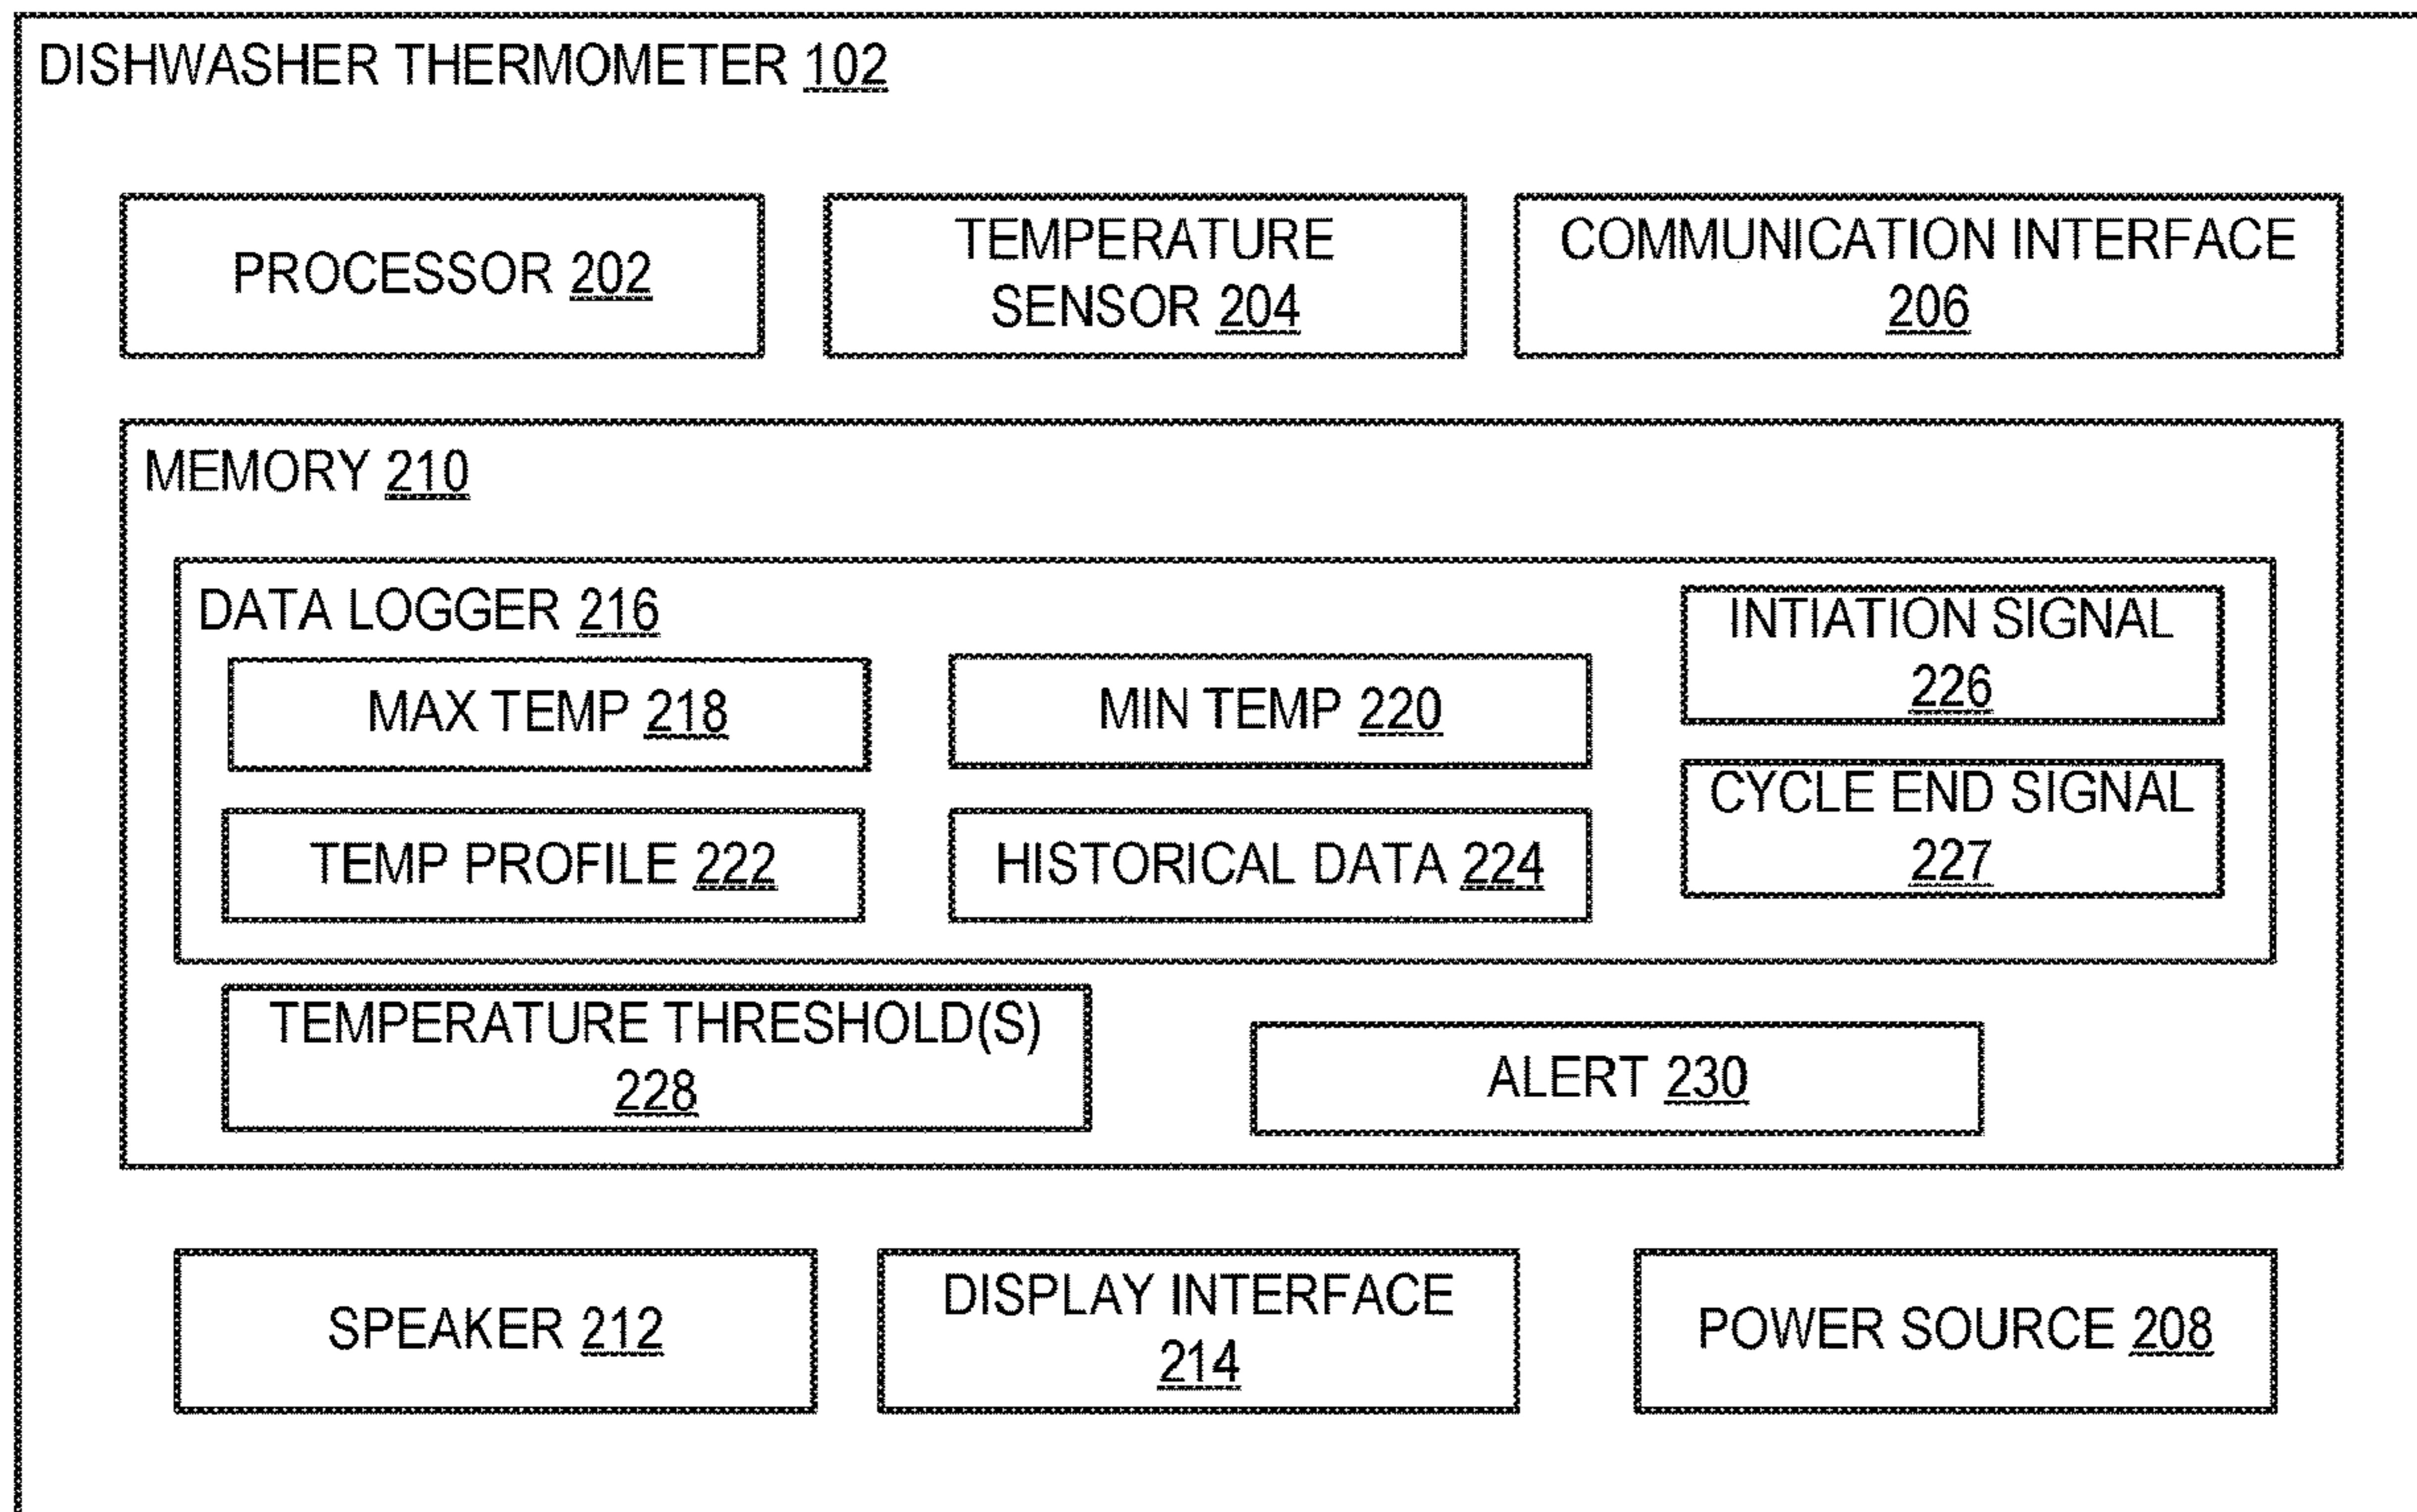 DISHWASHER THERMOMETER 102
PROCESSOR 202
TEMPERATURE
SENSOR 204
COMMUNICATION INTERFACE
206
MEMORY 210
DATA LOGGER 216
MAX TEMP 218
MIN TEMP 220
INTIATION SIGNAL
226
TEMP PROFILE 222
HISTORICAL DATA 224
CYCLE END SIGNAL
227
TEMPERATURE THRESHOLD(S)
228
ALERT 230
SPEAKER 212
DISPLAY INTERFACE
214
POWER SOURCE 208